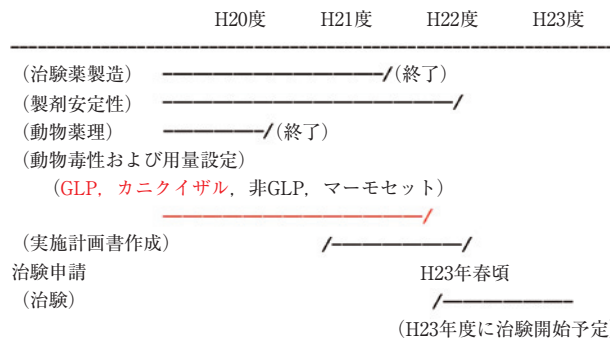 H20度 H21度 H22度 H23度
(治験薬製造) (終了)
(製剤安定性)
(動物薬理) (終了)
(動物毒性および用量設定)
(GLP, カニクイザル, 非GLP, マーモセット)
(実施計画書作成)
治験申請 H23年春頃
(治験)
(H23年度に治験開始予定